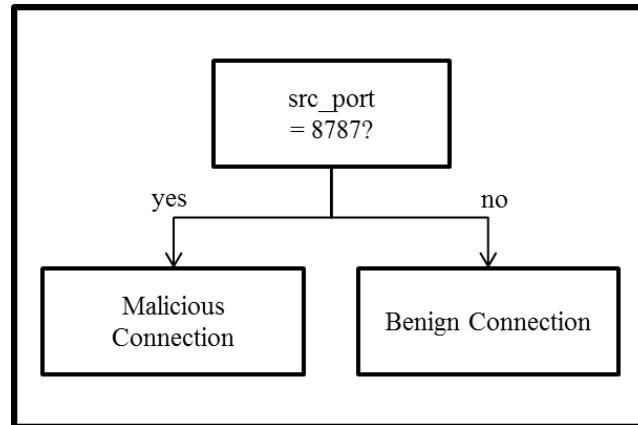 src_port
= 8787?
yes
no
Malicious
Connection
Benign Connection